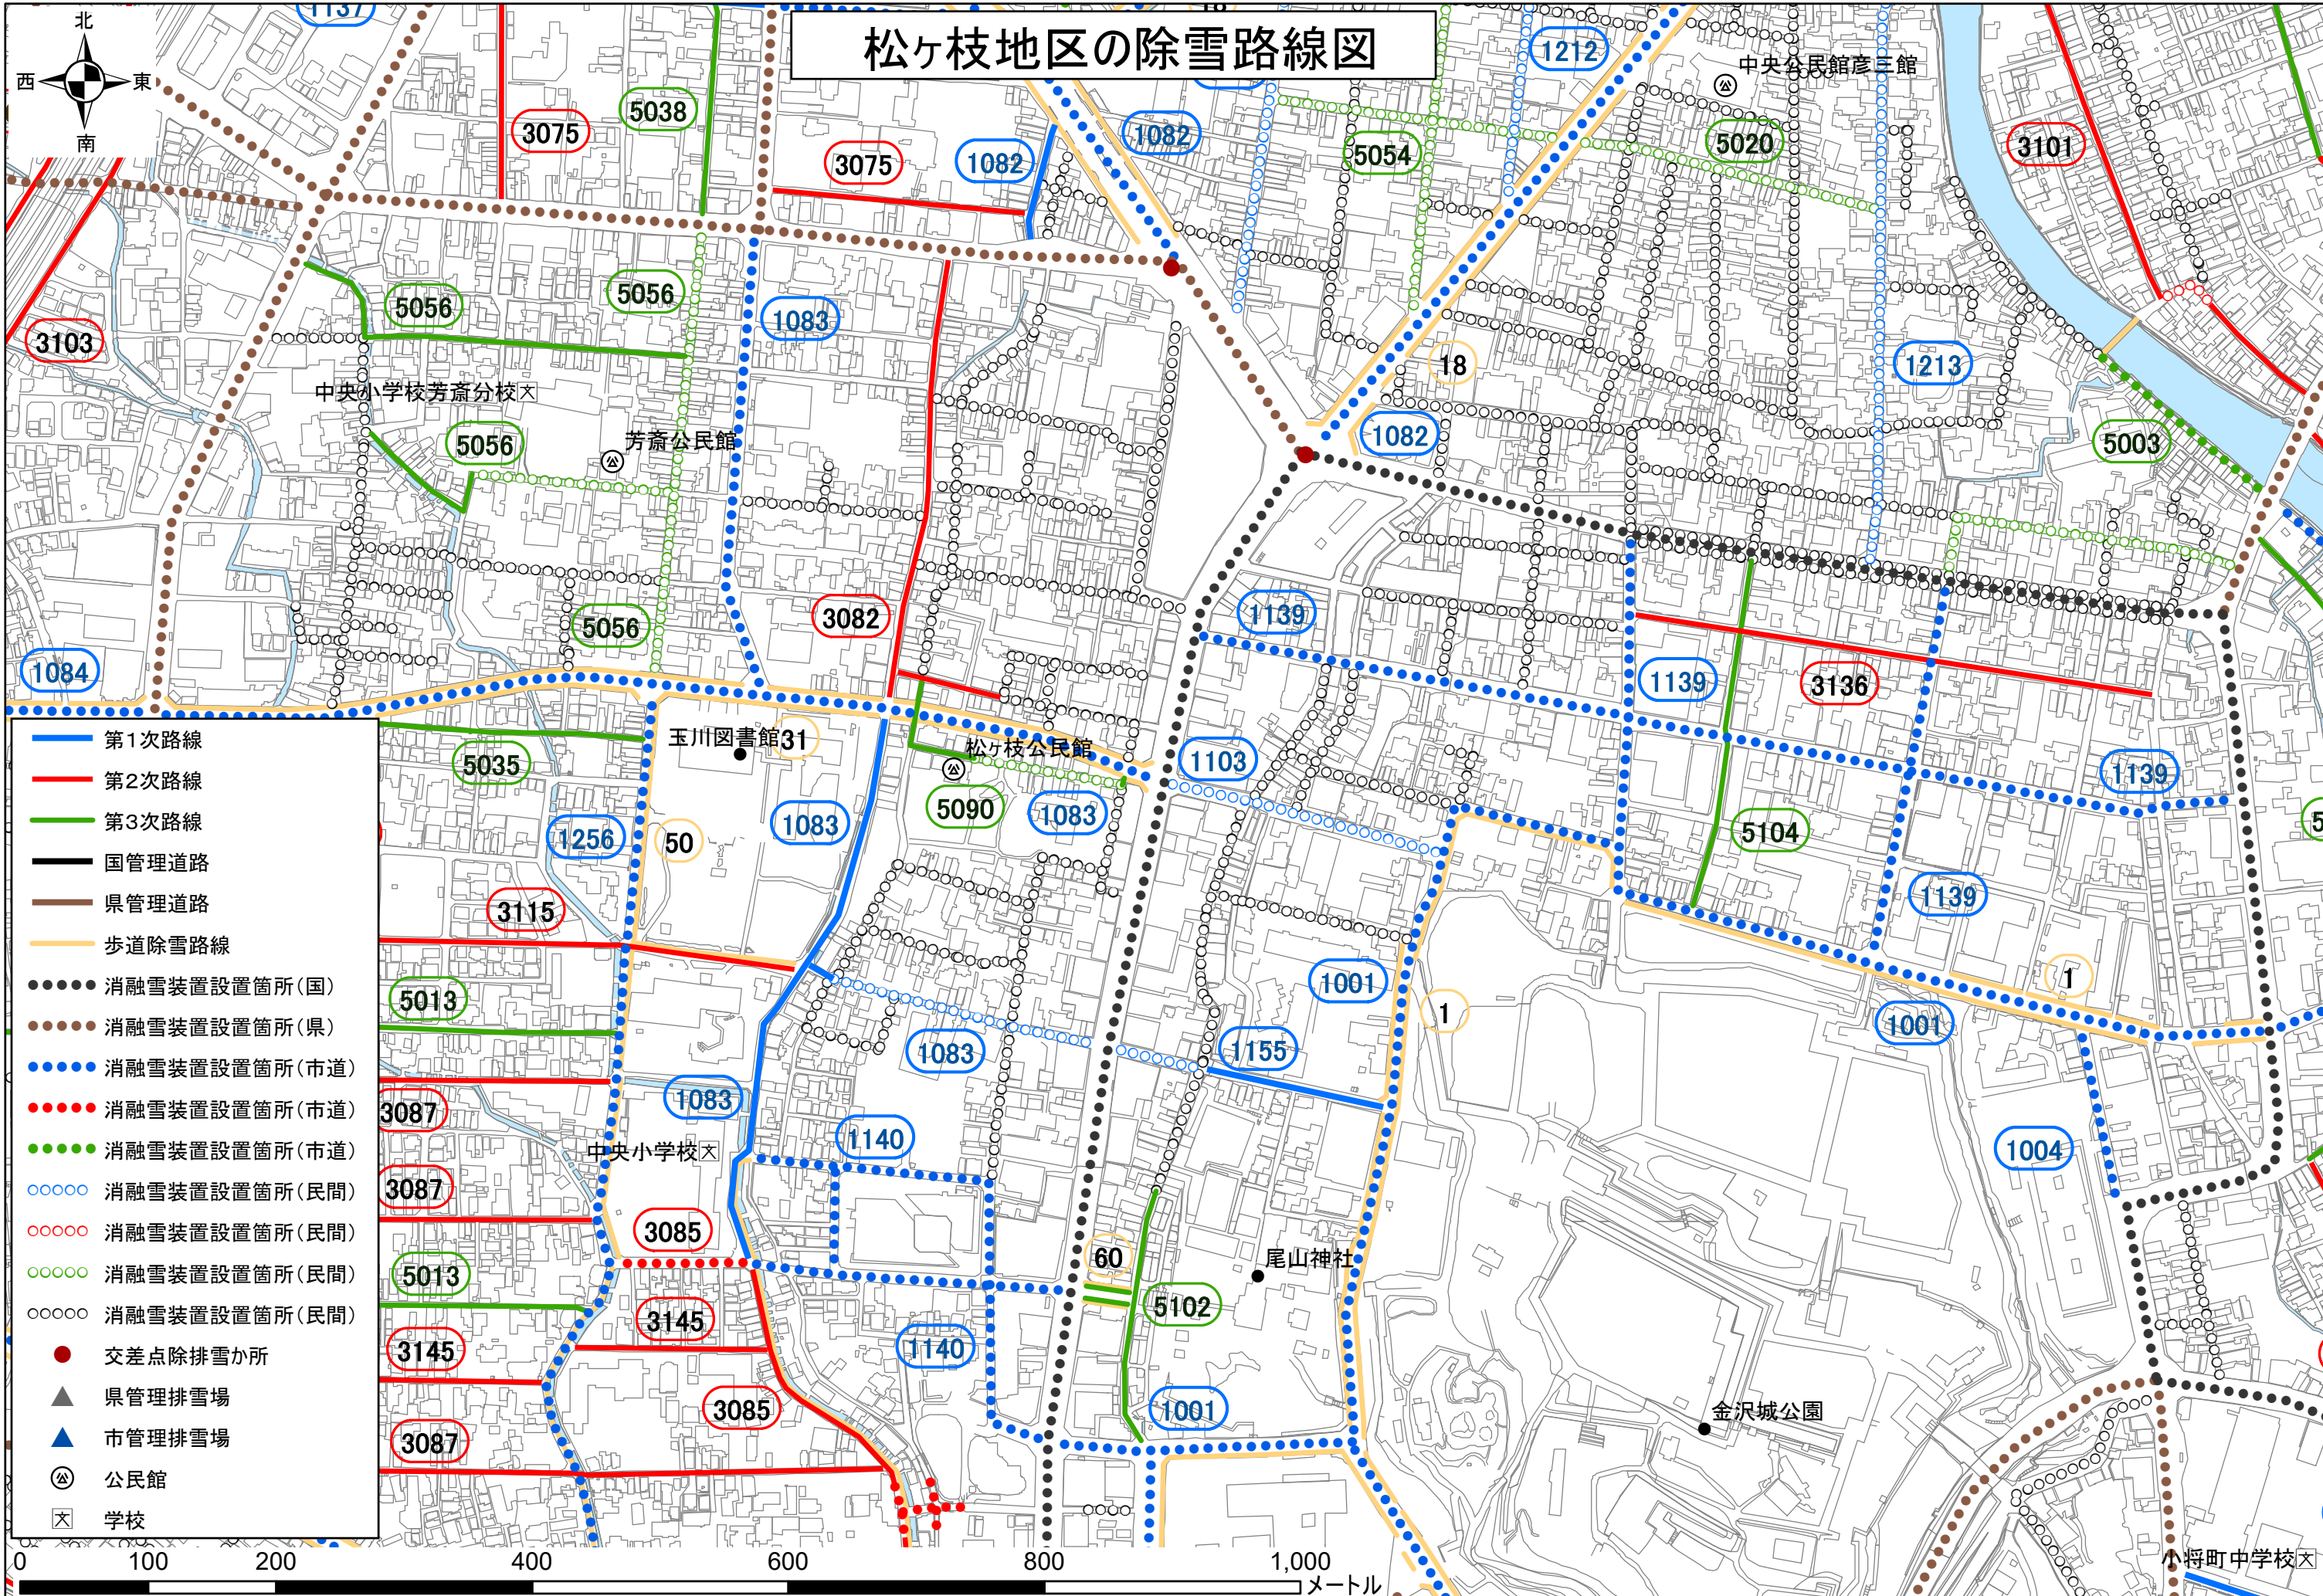 松ヶ枝地区の除雪路線図
北
西
東
南
1137
18
1212
中央公民館彦三館
3075
5038
3075
1082
1082
5054
5020
3101
5056
5056
1083
3103
18
1213
中央小学校芳斎分校
文
5056
芳斎公民館
1082
5003
5056
3082
1139
1084
1139
3136
玉川図書館
31
松ヶ枝公民館
1103
1139
5035
5090
1083
1083
1256
50
5104
3115
1139
5013
1001
1
1
1001
1083
1155
3087
1083
1140
1004
中央小学校
文
3087
3085
60
尾山神社
5013
5102
3145
3145
1140
3085
1001
金沢城公園
3087
小将町中学校
文
第1次路線
第2次路線
第3次路線
国管理道路
県管理道路
歩道除雪路線
消融雪装置設置箇所(国)
消融雪装置設置箇所(県)
消融雪装置設置箇所(市道)
消融雪装置設置箇所(市道)
消融雪装置設置箇所(市道)
消融雪装置設置箇所(民間)
消融雪装置設置箇所(民間)
消融雪装置設置箇所(民間)
消融雪装置設置箇所(民間)
交差点除排雪か所
県管理排雪場
市管理排雪場
公民館
文
学校
0 100 200 400 600 800 1,000
メートル